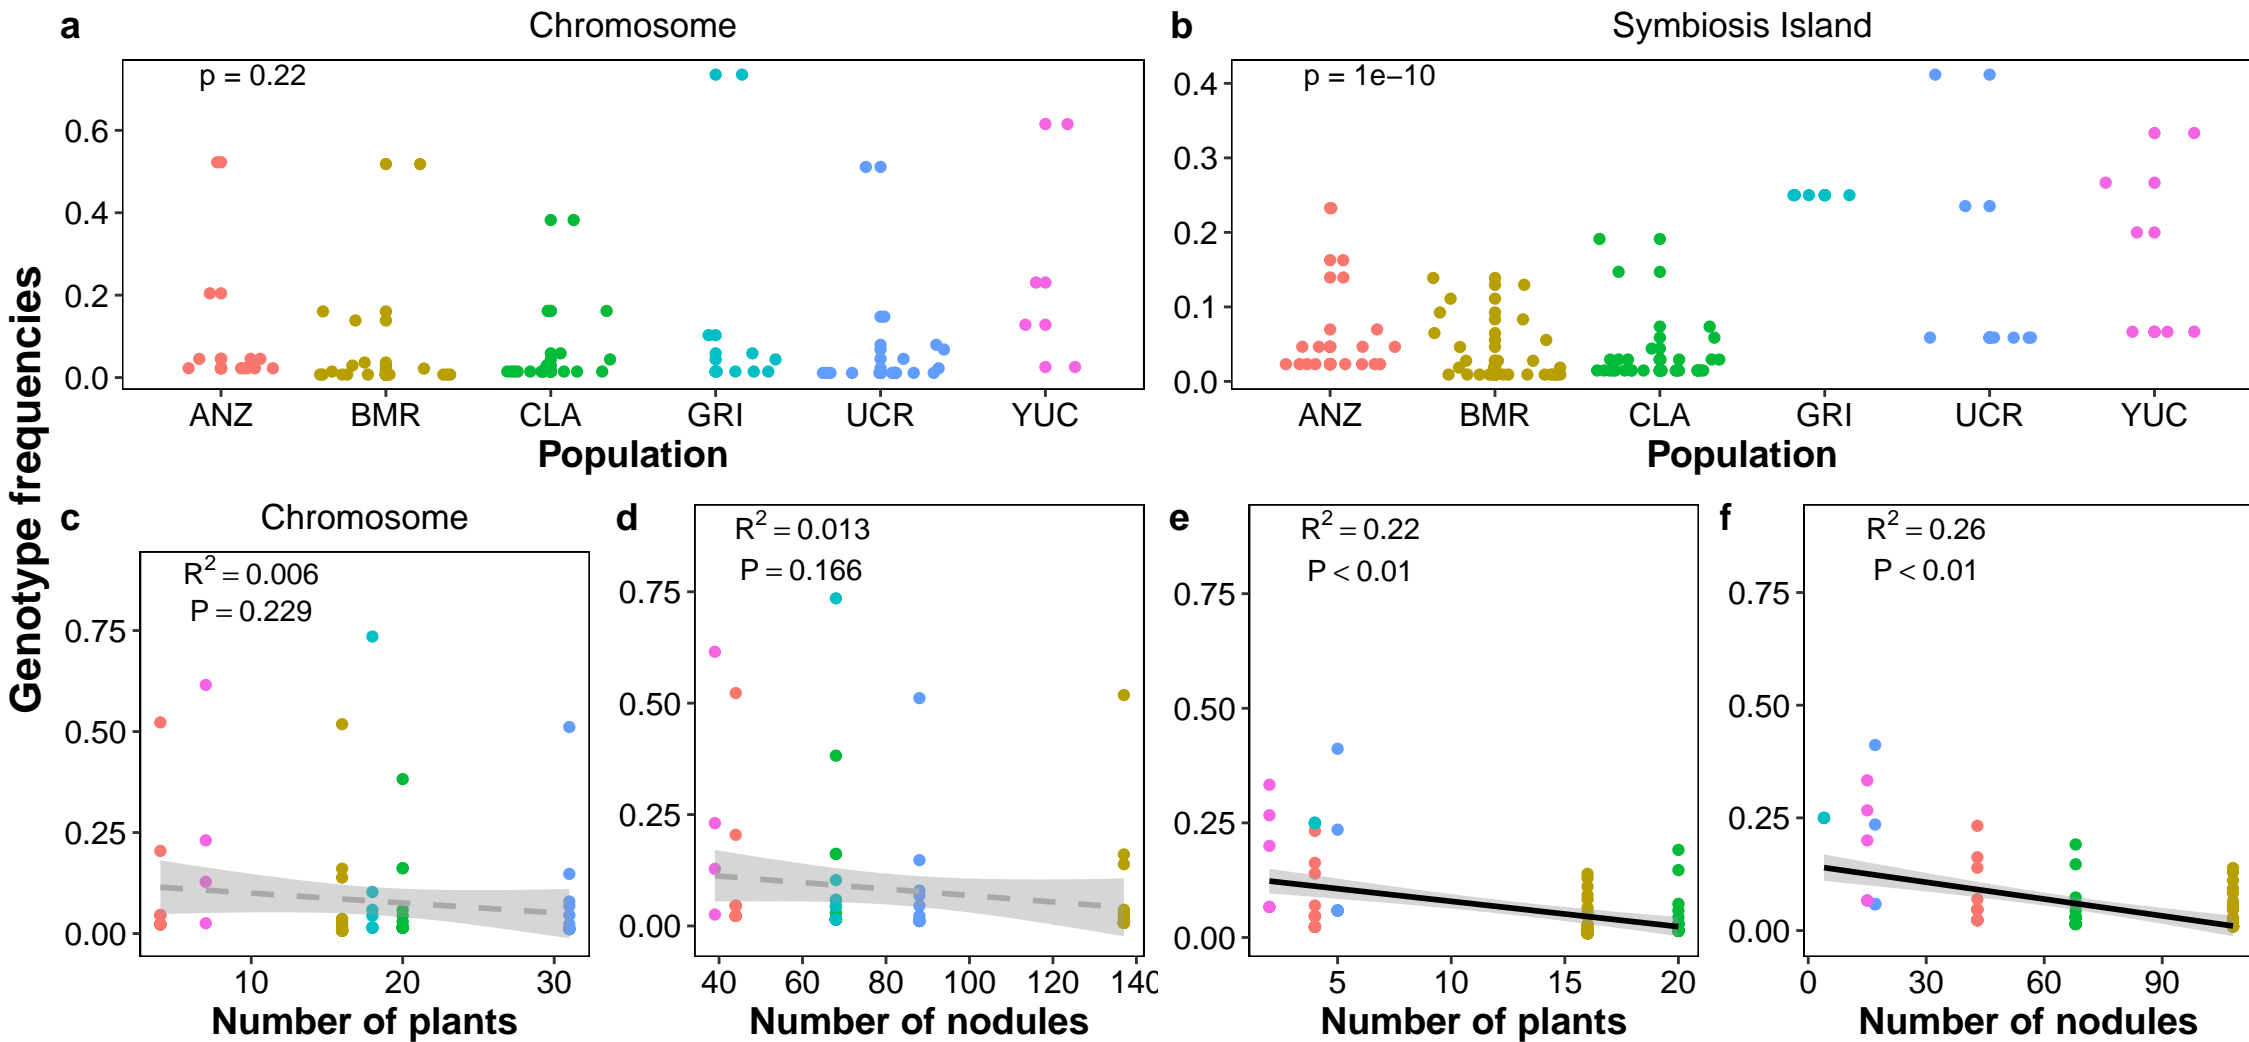 a
Chromosome
b
Symbiosis Island
p = 0.22
0.6
0.4
0.2
0.0
ANZ BMR CLA GRI UCR YUC
Population
p = 1e−10
0.4
0.3
0.2
0.1
0.0
ANZ BMR CLA GRI UCR YUC
Population
Genotype frequencies
c
Chromosome
R² = 0.006
P = 0.229
0.75
0.50
0.25
0.00
10 20 30
Number of plants
d
R² = 0.013
P = 0.166
0.75
0.50
0.25
0.00
40 60 80 100 120 140
Number of nodules
e
R² = 0.22
P < 0.01
0.75
0.50
0.25
0.00
5 10 15 20
Number of plants
f
R² = 0.26
P < 0.01
0.75
0.50
0.25
0.00
0 30 60 90
Number of nodules